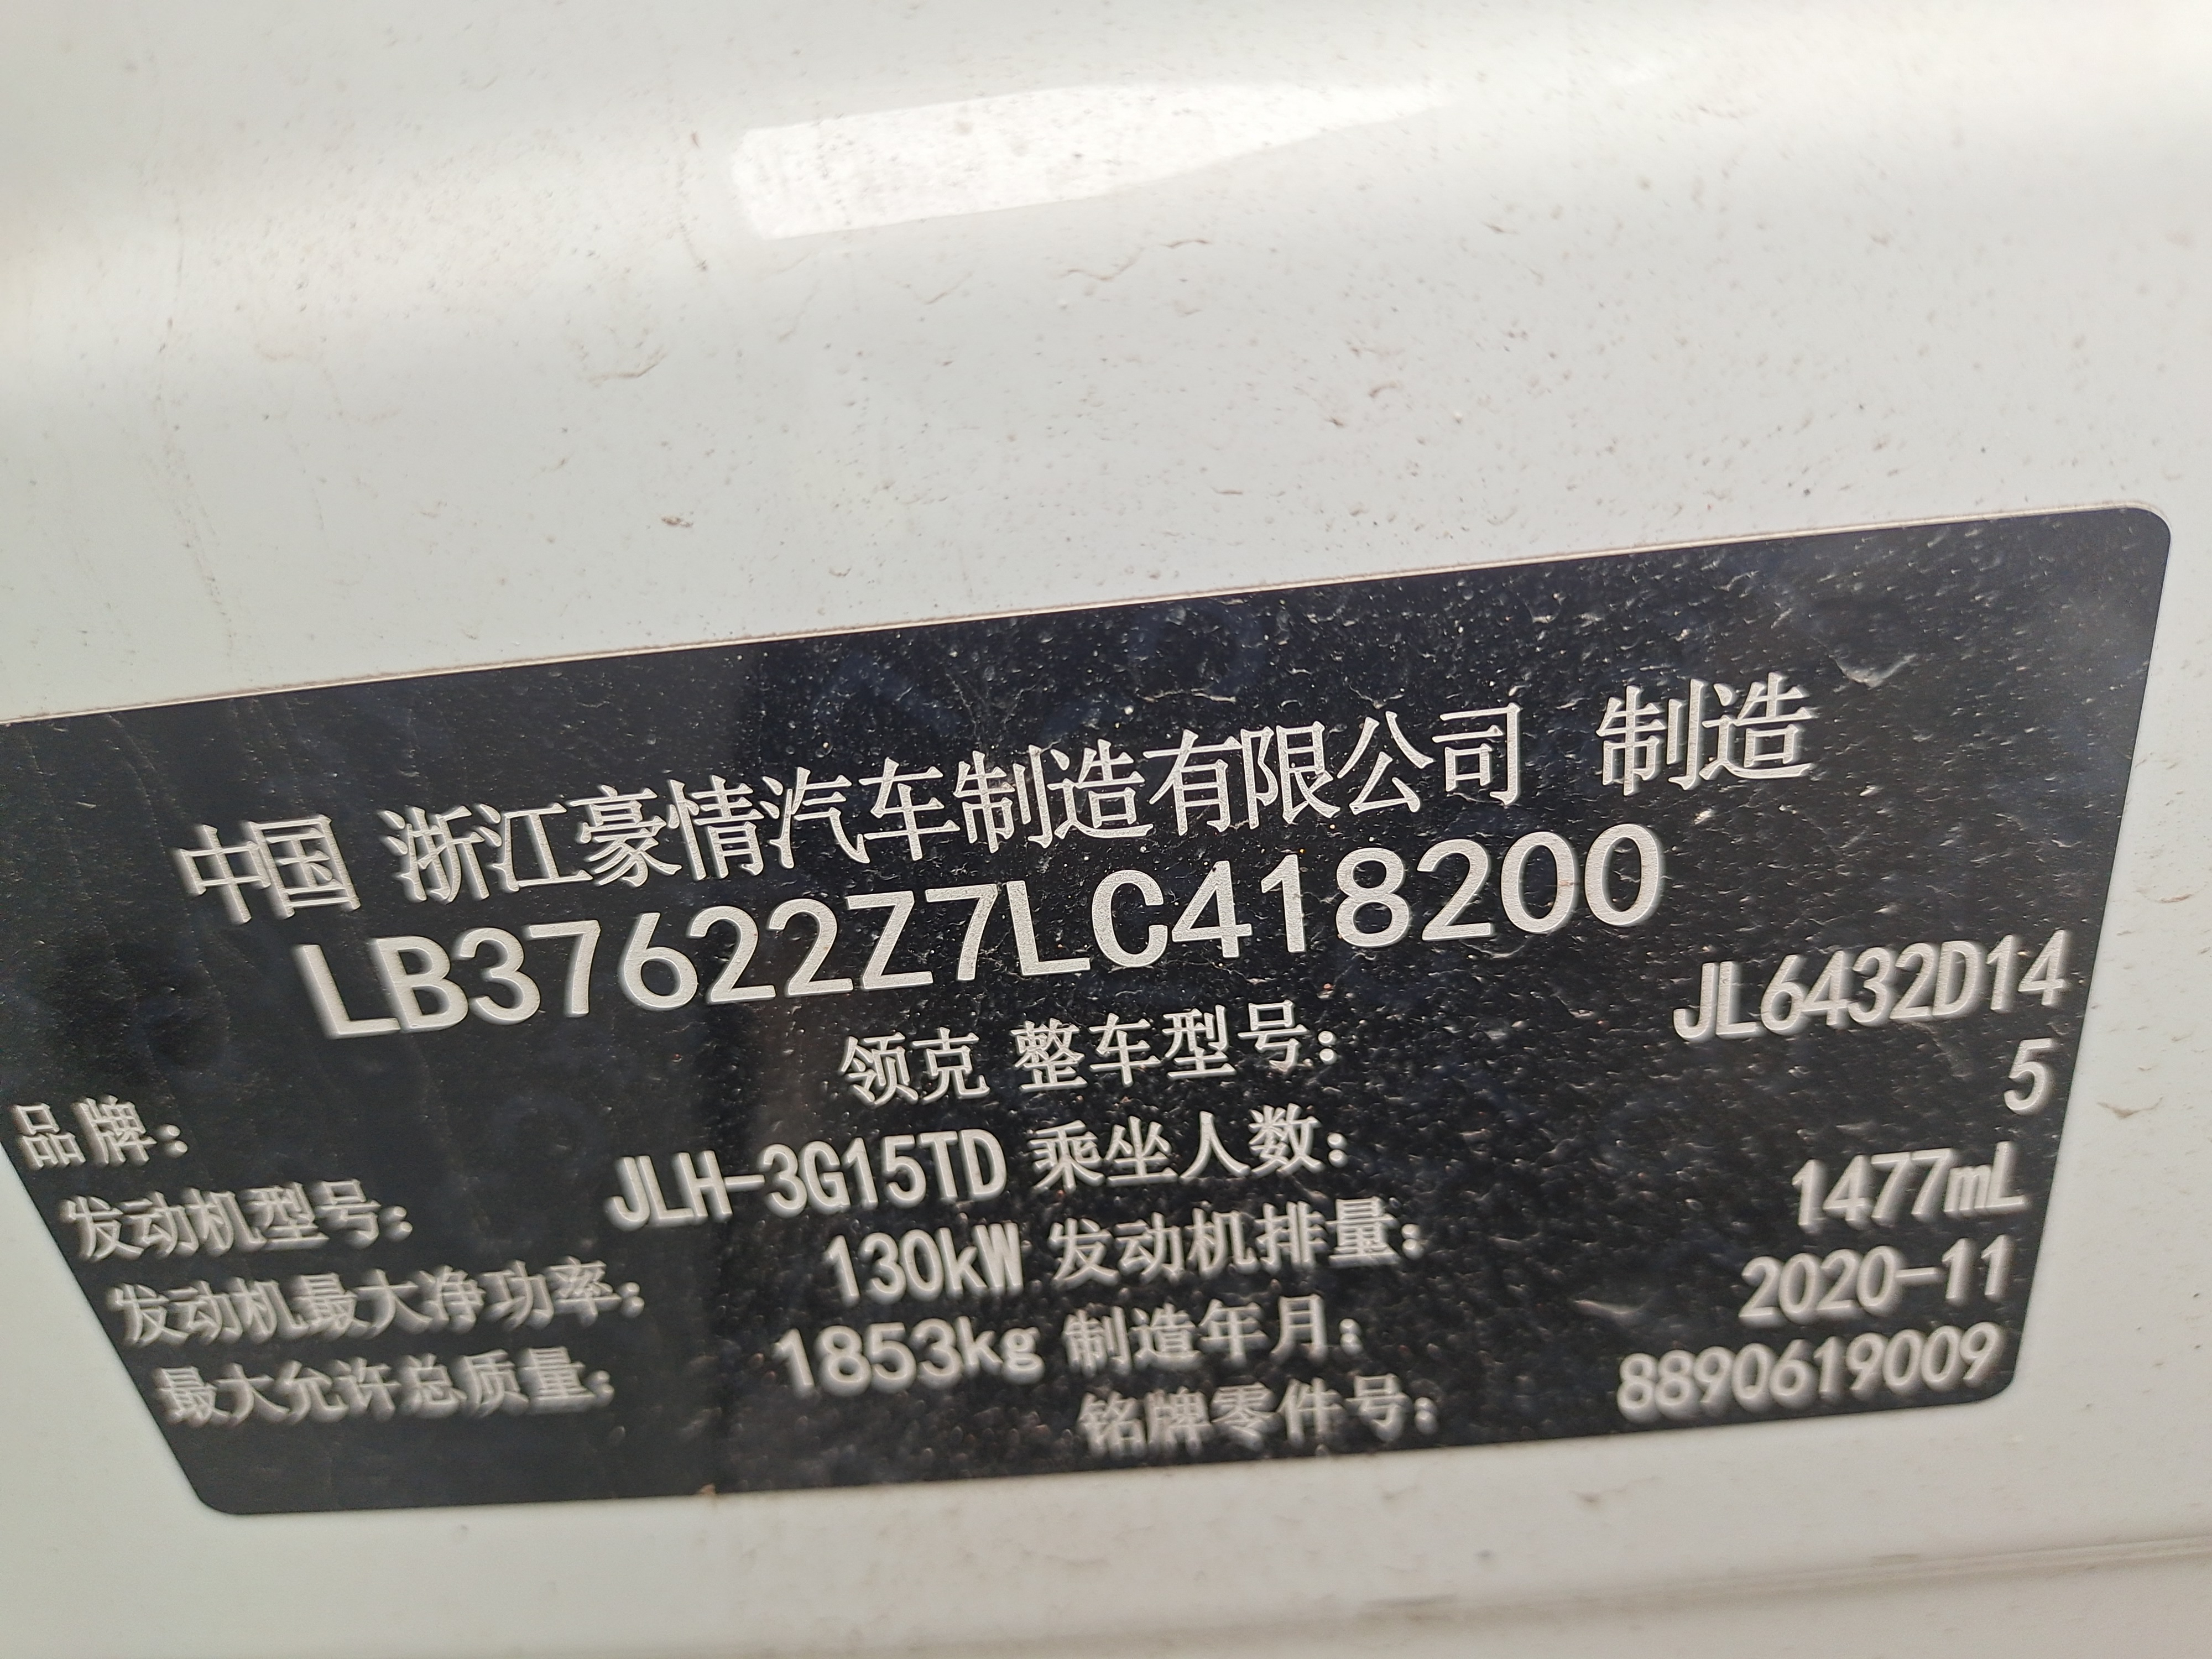 中国 浙江豪情汽车制造有限公司 制造
LB37622Z7LC418200
品牌: 领克 整车型号: JL6432D14
发动机型号: JLH-3G15TD 乘坐人数: 5
发动机最大净功率: 130kW 发动机排量: 1477mL
最大允许总质量: 1853kg 制造年月: 2020-11
铭牌零件号: 8890619009